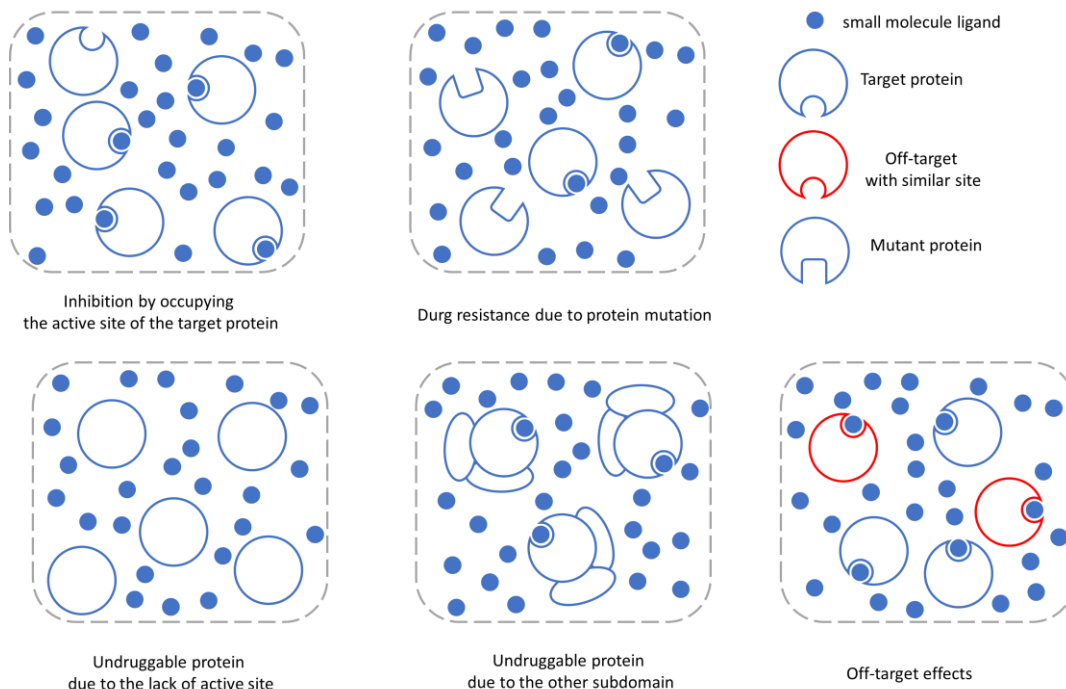 small molecule ligand
Target protein
Off-target
with similar site
Mutant protein
Inhibition by occupying
the active site of the target protein
Durg resistance due to protein mutation
Undruggable protein
due to the lack of active site
Undruggable protein
due to the other subdomain
Off-target effects